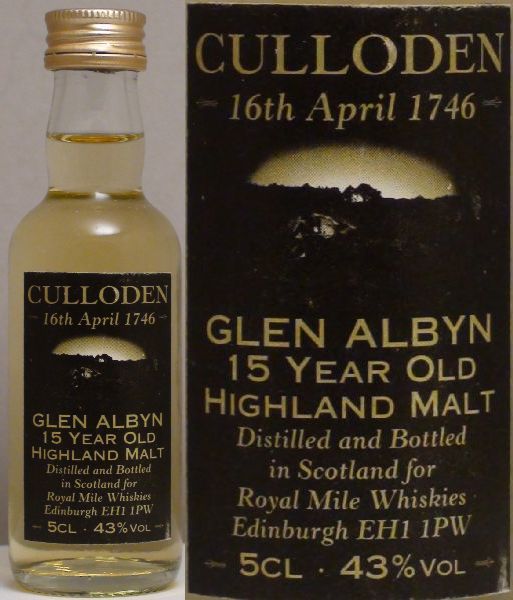 CULLODEN
16th April 1746
GLEN ALBYN
15 YEAR OLD
HIGHLAND MALT
Distilled and Bottled
in Scotland for
Royal Mile Whiskies
Edinburgh EH1 1PW
5CL · 43% VOL
CULLODEN
16th April 1746
GLEN ALBYN
15 YEAR OLD
HIGHLAND MALT
Distilled and Bottled
in Scotland for
Royal Mile Whiskies
Edinburgh EH1 1PW
5CL · 43% VOL